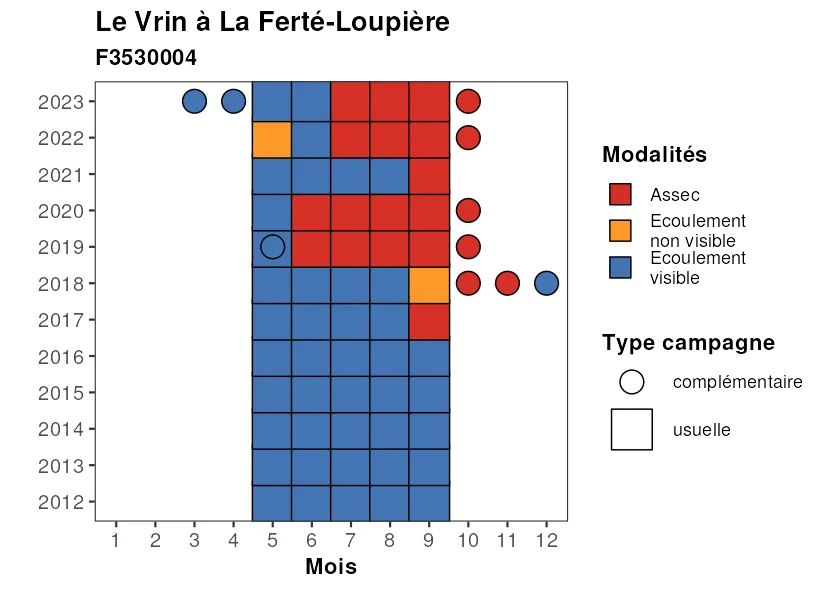 Le Vrin à La Ferté-Loupière
F3530004
2023
2022
2021
2020
2019
2018
2017
2016
2015
2014
2013
2012
1 2 3 4 5 6 7 8 9 10 11 12
Mois
Modalités
Assec
Ecoulement
non visible
Ecoulement
visible
Type campagne
complémentaire
usuelle